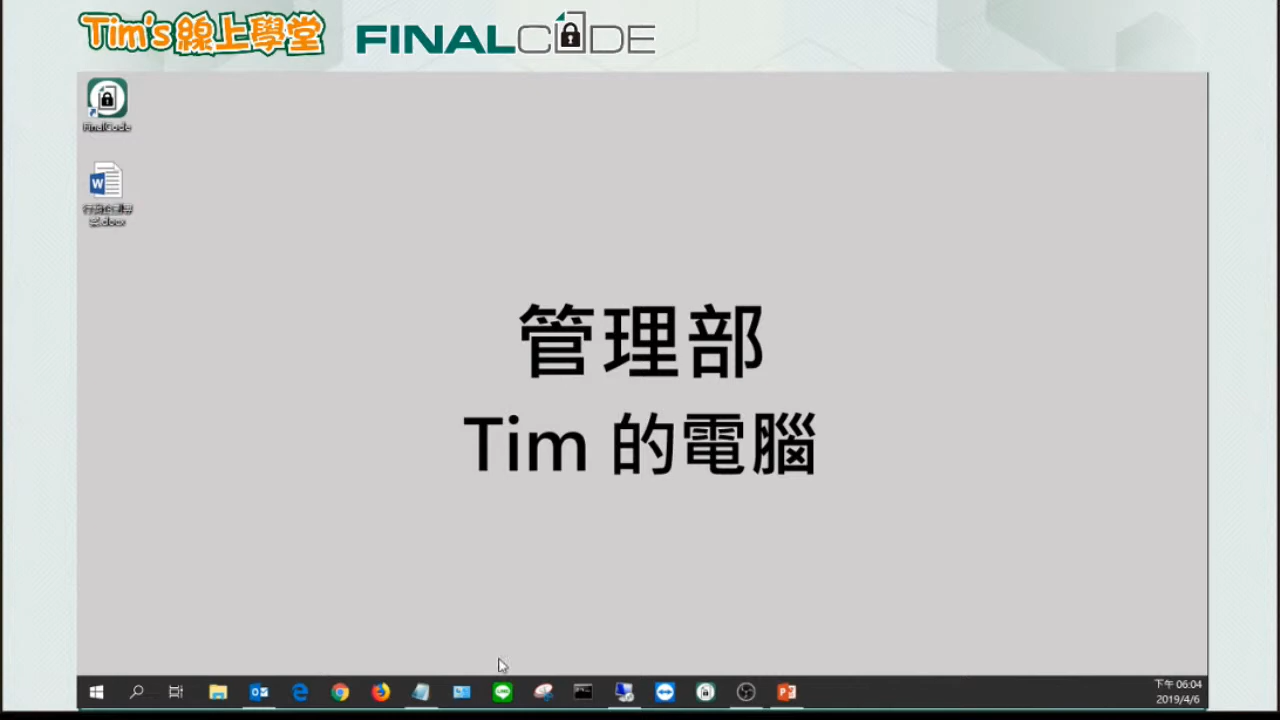 Tim's線上學堂
FINALCODE
FinalCode
管理部
Tim 的電腦
下午 06:04
2019/4/6